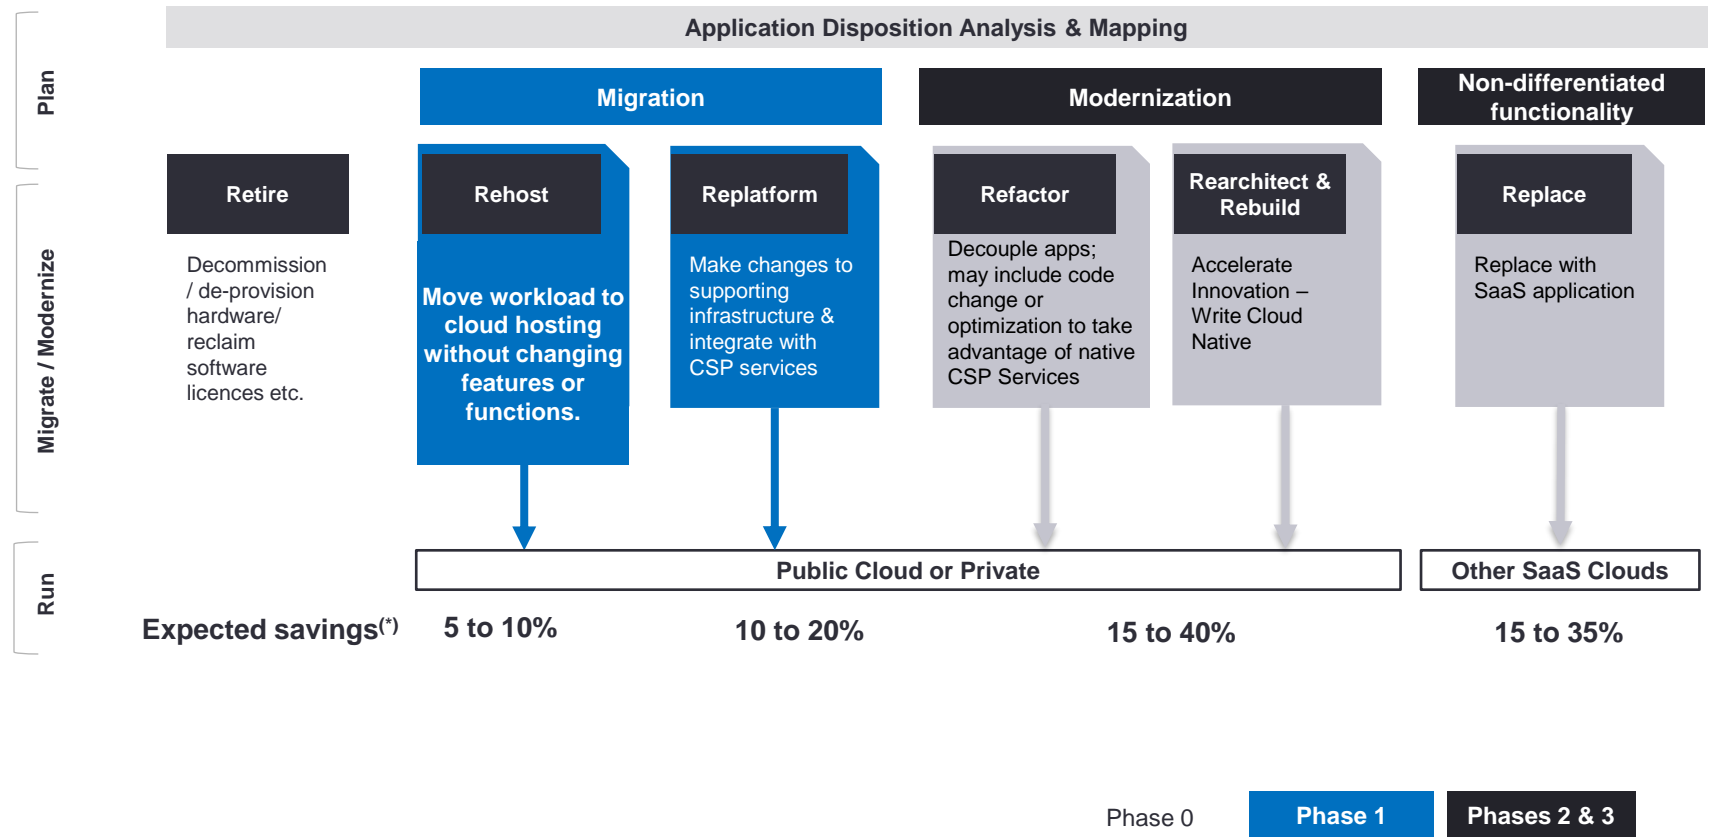 Application Disposition Analysis & Mapping
Plan
Migration
Modernization
Non-differentiated
functionality
Migrate / Modernize
Retire
Decommission
/ de-provision
hardware/
reclaim
software
licences etc.
Rehost
Move workload to
cloud hosting
without changing
features or
functions.
Replatform
Make changes to
supporting
infrastructure &
integrate with
CSP services
Refactor
Decouple apps;
may include code
change or
optimization to take
advantage of native
CSP Services
Rearchitect &
Rebuild
Accelerate
Innovation –
Write Cloud
Native
Replace
Replace with
SaaS application
Run
Public Cloud or Private
Other SaaS Clouds
Expected savings(*)
5 to 10%
10 to 20%
15 to 40%
15 to 35%
Phase 0
Phase 1
Phases 2 & 3